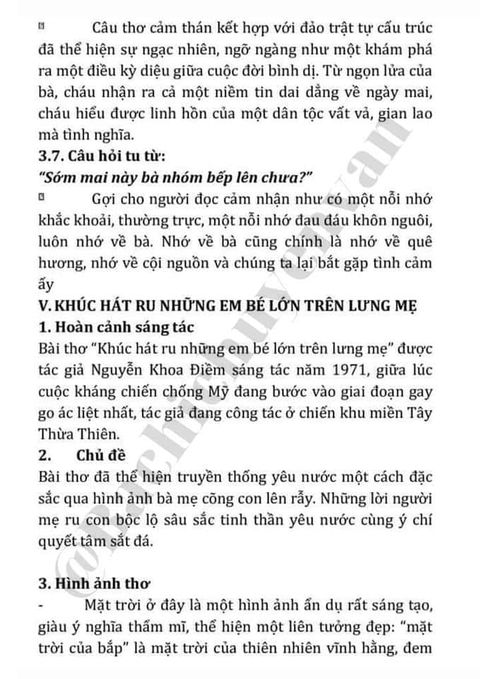 Câu thơ cảm thán kết hợp với đảo trật tự cấu trúc
đã thể hiện sự ngạc nhiên, ngỡ ngàng như một khám phá
ra một điều kỳ diệu giữa cuộc đời bình dị. Từ ngọn lửa của
bà, cháu nhận ra cả một niềm tin dai dẳng về ngày mai,
cháu hiểu được linh hồn của một dân tộc vất vả, gian lao
mà tình nghĩa.
3.7. Câu hỏi tu từ:
“Sớm mai này bà nhóm bếp lên chưa?”
Gợi cho người đọc cảm nhận như có một nỗi nhớ
khắc khoải, thường trực, một nỗi nhớ đau đáu khôn nguôi,
luôn nhớ về bà. Nhớ về bà cũng chính là nhớ về quê
hương, nhớ về cội nguồn và chúng ta lại bắt gặp tình cảm
ấy
V. KHÚC HÁT RU NHỮNG EM BÉ LỚN TRÊN LƯNG MẸ
1. Hoàn cảnh sáng tác
Bài thơ “Khúc hát ru những em bé lớn trên lưng mẹ” được
tác giả Nguyễn Khoa Điềm sáng tác năm 1971, giữa lúc
cuộc kháng chiến chống Mỹ đang bước vào giai đoạn gay
go ác liệt nhất, tác giả đang công tác ở chiến khu miền Tây
Thừa Thiên.
2. Chủ đề
Bài thơ đã thể hiện truyền thống yêu nước một cách đặc
sắc qua hình ảnh bà mẹ cõng con lên rẫy. Những lời người
mẹ ru con bộc lộ sâu sắc tinh thần yêu nước cùng ý chí
quyết tâm sắt đá.
3. Hình ảnh thơ
- Mặt trời ở đây là một hình ảnh ẩn dụ rất sáng tạo,
giàu ý nghĩa thẩm mĩ, thể hiện một liên tưởng đẹp: “mặt
trời của bắp” là mặt trời của thiên nhiên vĩnh hằng, đem